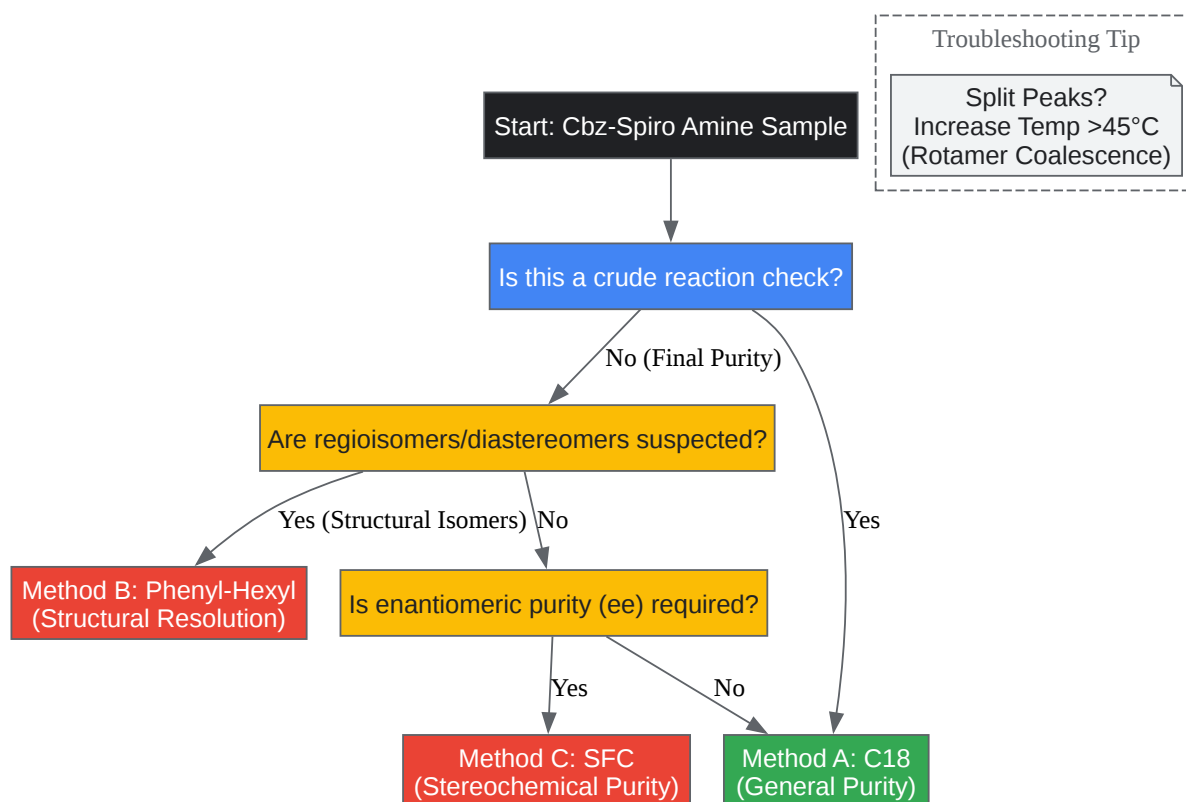 Troubleshooting Tip
Split Peaks?
Increase Temp >45°C
(Rotamer Coalescence)
Start: Cbz-Spiro Amine Sample
Is this a crude reaction check?
No (Final Purity)
Are regioisomers/diastereomers suspected?
Yes (Structural Isomers)
No
Yes
Method B: Phenyl-Hexyl
(Structural Resolution)
Is enantiomeric purity (ee) required?
Yes
No
Method C: SFC
(Stereochemical Purity)
Method A: C18
(General Purity)